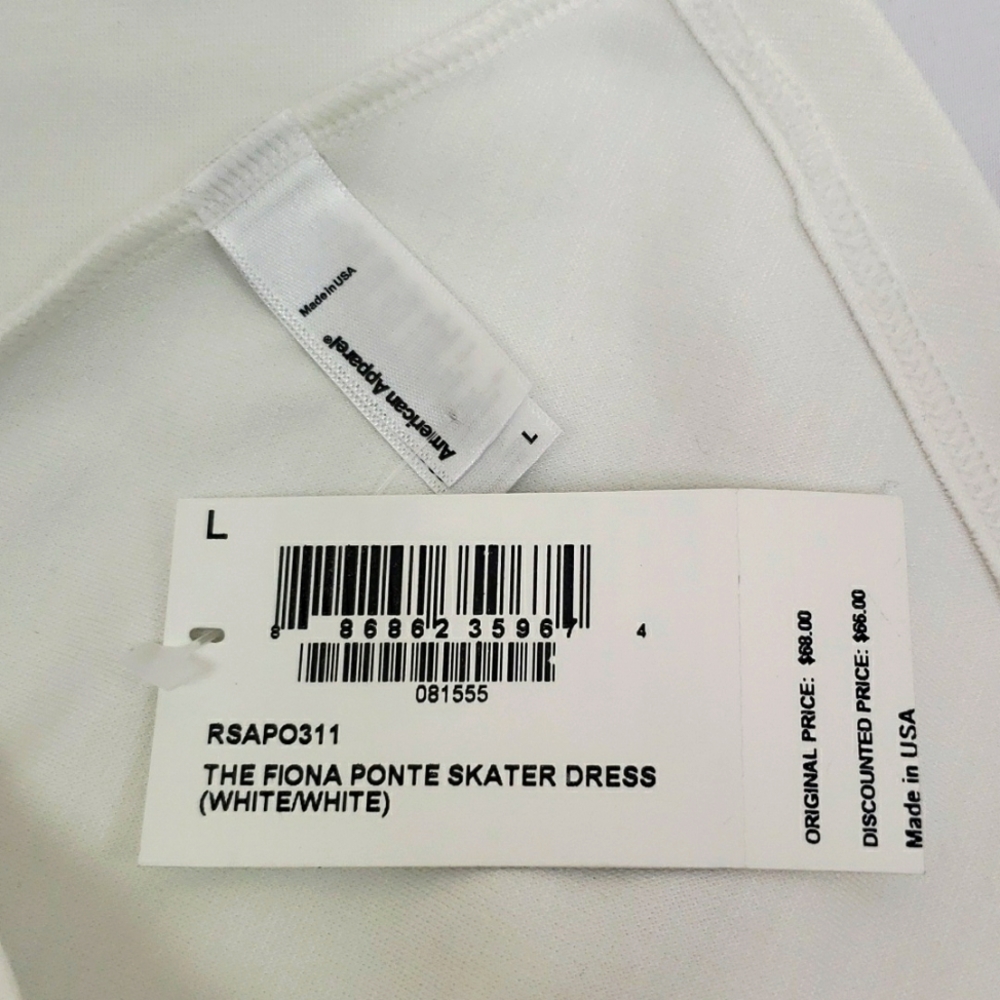 Made in USA
American Apparel®
L
L
8 86862 35967 4
081555
RSAPO311
THE FIONA PONTE SKATER DRESS
(WHITE/WHITE)
ORIGINAL PRICE: $68.00
DISCOUNTED PRICE: $66.00
Made in USA